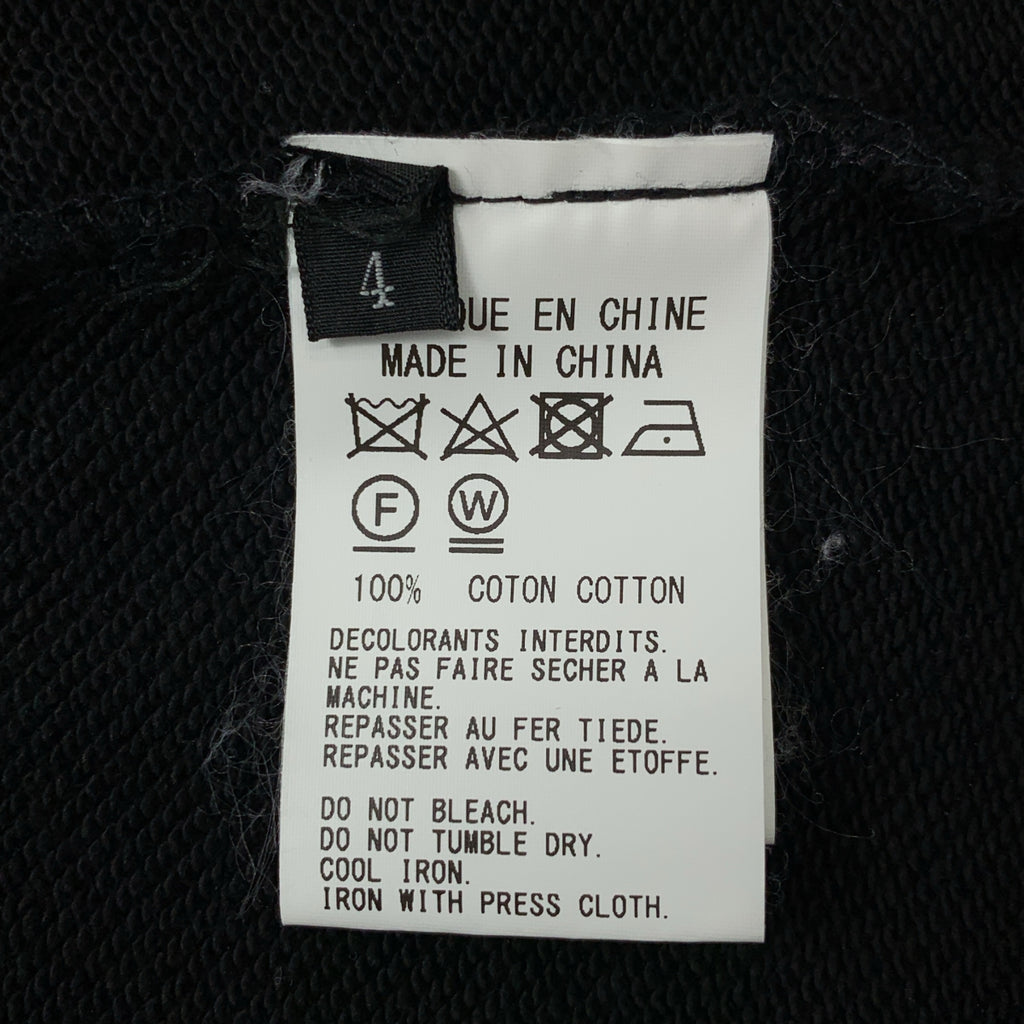 4
QUE EN CHINE
MADE IN CHINA
F W
100% COTON COTTON
DECOLORANTS INTERDITS.
NE PAS FAIRE SECHER A LA
MACHINE.
REPASSER AU FER TIEDE.
REPASSER AVEC UNE ETOFFE.
DO NOT BLEACH.
DO NOT TUMBLE DRY.
COOL IRON.
IRON WITH PRESS CLOTH.